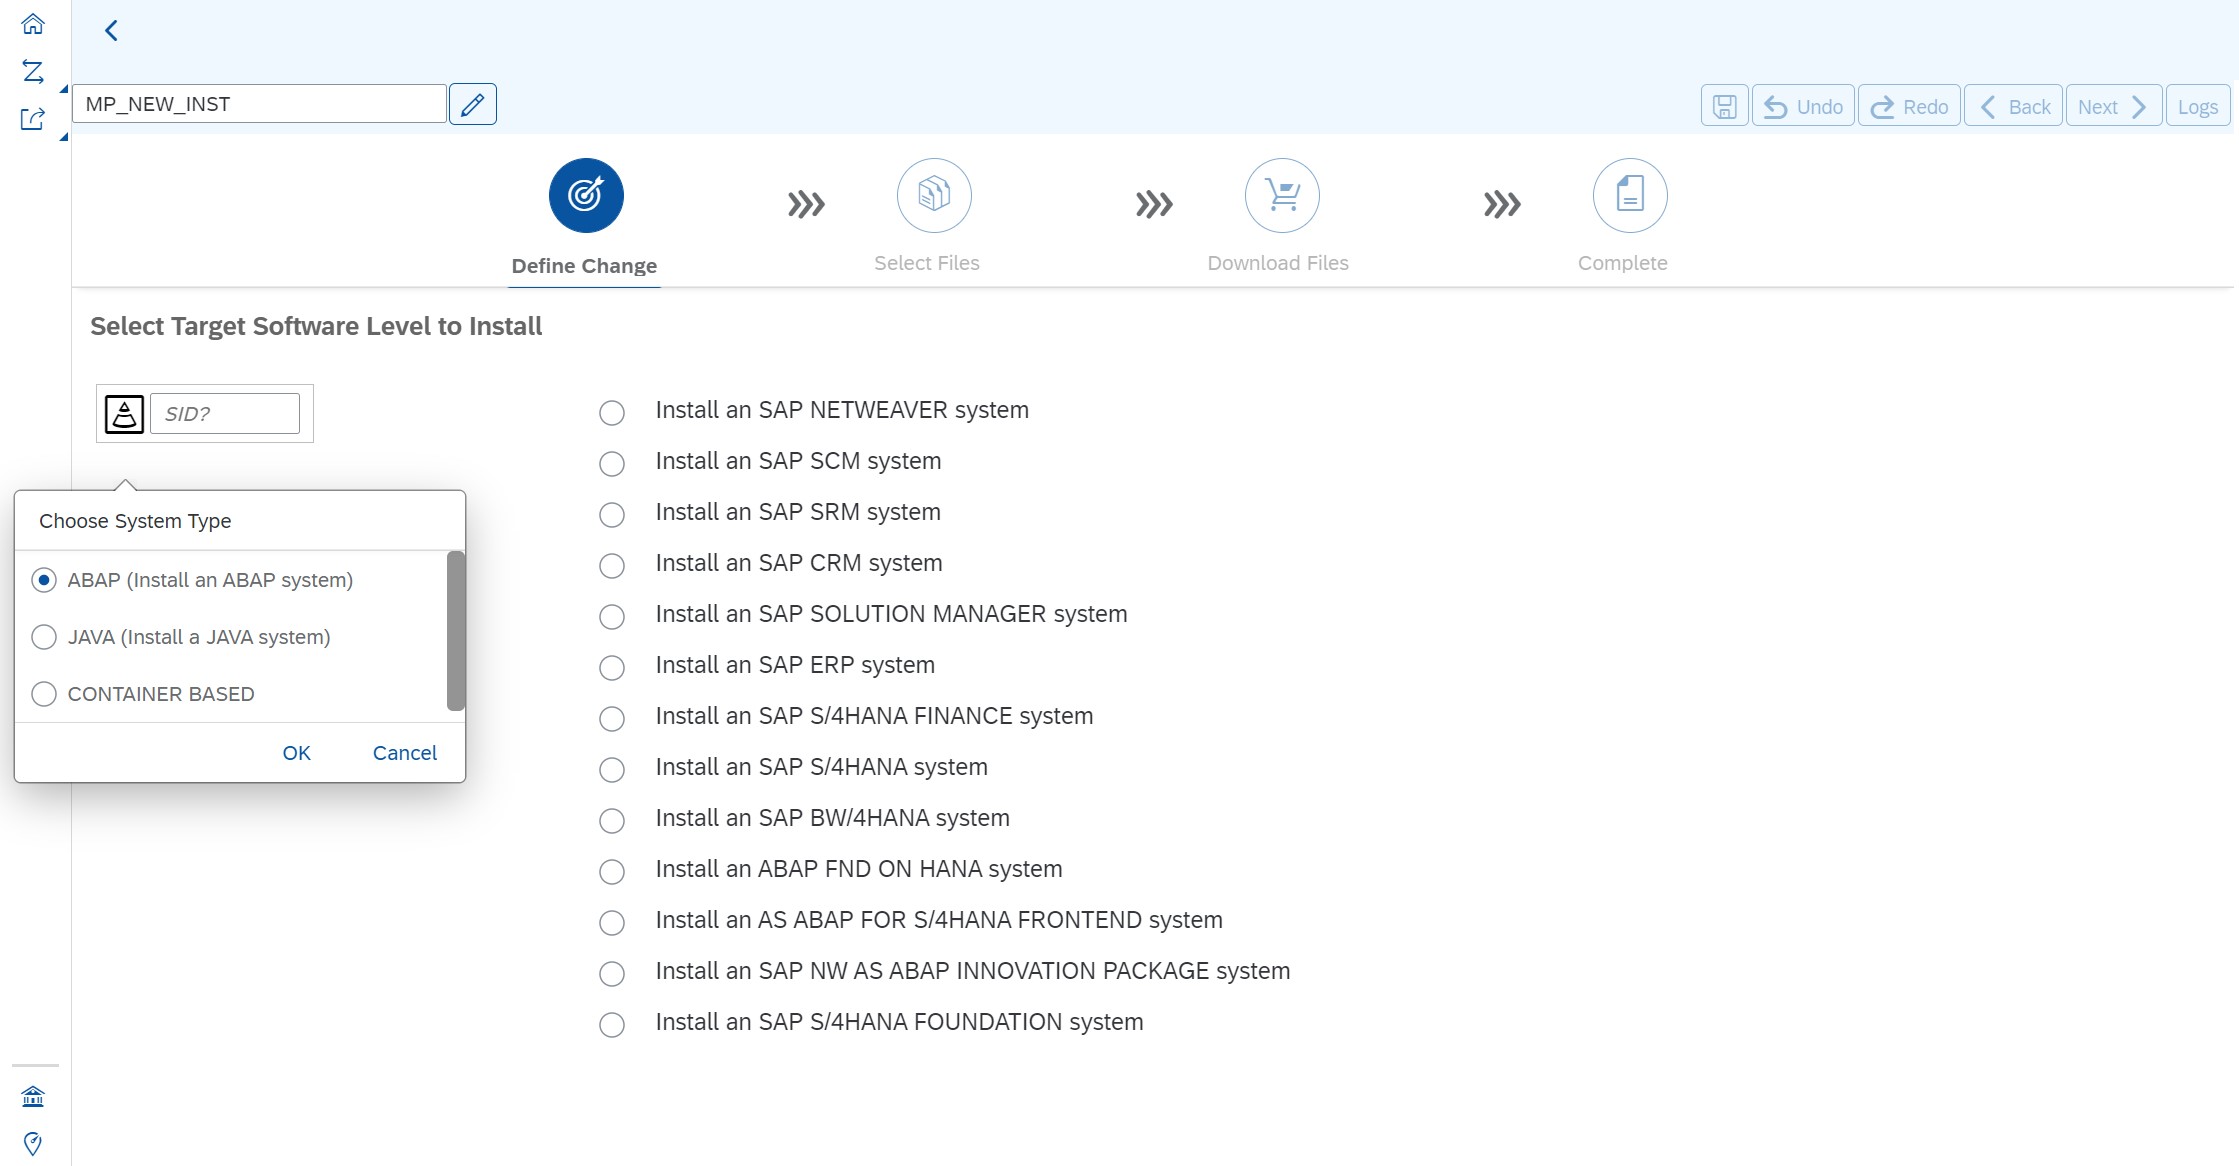 MP_NEW_INST
Undo
Redo
Back
Next
Logs
Define Change
Select Files
Download Files
Complete
Select Target Software Level to Install
SID?
Choose System Type
ABAP (Install an ABAP system)
JAVA (Install a JAVA system)
CONTAINER BASED
OK
Cancel
Install an SAP NETWEAVER system
Install an SAP SCM system
Install an SAP SRM system
Install an SAP CRM system
Install an SAP SOLUTION MANAGER system
Install an SAP ERP system
Install an SAP S/4HANA FINANCE system
Install an SAP S/4HANA system
Install an SAP BW/4HANA system
Install an ABAP FND ON HANA system
Install an AS ABAP FOR S/4HANA FRONTEND system
Install an SAP NW AS ABAP INNOVATION PACKAGE system
Install an SAP S/4HANA FOUNDATION system